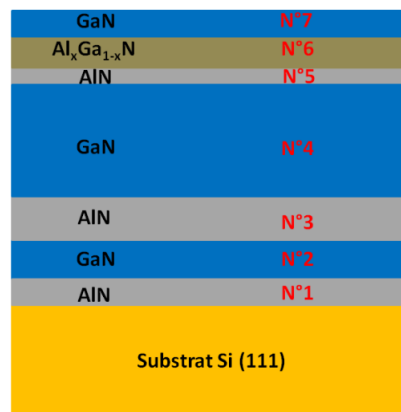 GaN N°7
AlxGa1-xN N°6
AlN N°5
GaN N°4
AlN N°3
GaN N°2
AlN N°1
Substrat Si (111)